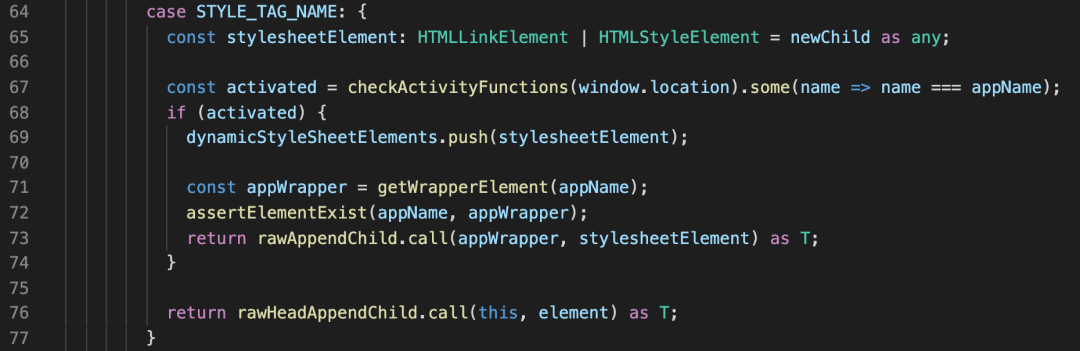 64 case STYLE_TAG_NAME: {
65 const stylesheetElement: HTMLLinkElement | HTMLStyleElement = newChild as any;
66
67 const activated = checkActivityFunctions(window.location).some(name => name === appName);
68 if (activated) {
69 dynamicStyleSheetElements.push(stylesheetElement);
70
71 const appWrapper = getWrapperElement(appName);
72 assertElementExist(appName, appWrapper);
73 return rawAppendChild.call(appWrapper, stylesheetElement) as T;
74 }
75
76 return rawHeadAppendChild.call(this, element) as T;
77 }